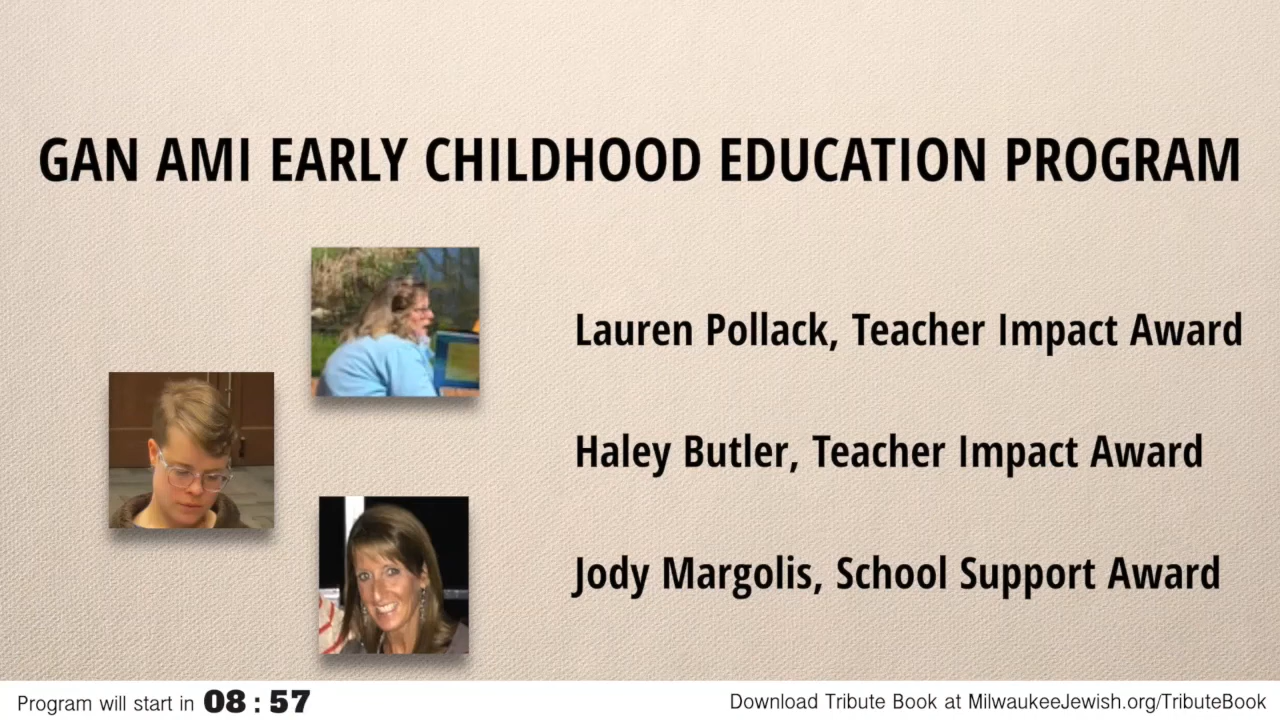 GAN AMI EARLY CHILDHOOD EDUCATION PROGRAM
Lauren Pollack, Teacher Impact Award
Haley Butler, Teacher Impact Award
Jody Margolis, School Support Award
Program will start in 08:57
Download Tribute Book at MilwaukeeJewish.org/TributeBook